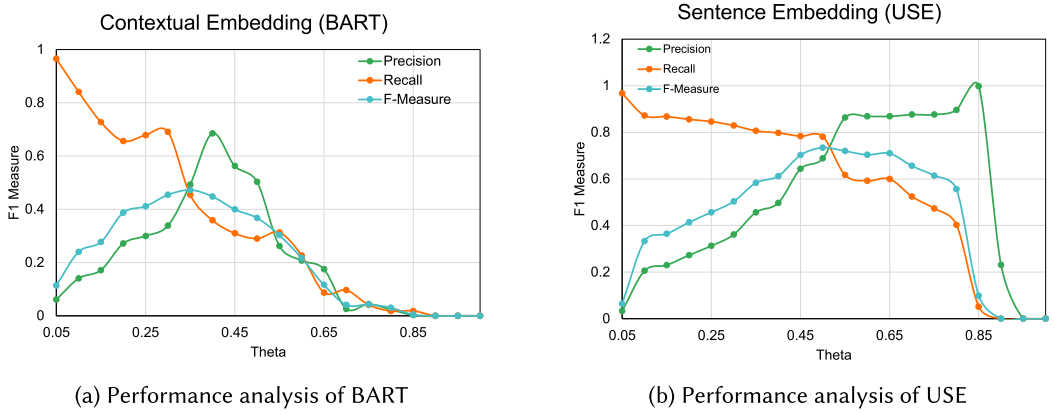 Contextual Embedding (BART)
1
0.8
0.6
0.4
0.2
0
F1 Measure
Precision
Recall
F-Measure
0.05 0.25 0.45 0.65 0.85
Theta
(a) Performance analysis of BART
Sentence Embedding (USE)
1.2
1
0.8
0.6
0.4
0.2
0
F1 Measure
Precision
Recall
F-Measure
0.05 0.25 0.45 0.65 0.85
Theta
(b) Performance analysis of USE